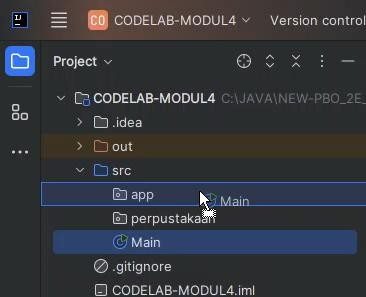 IJ
CO CODELAB-MODUL4 Version control
Project
CODELAB-MODUL4 C:\JAVA\NEW-PBO_2E_
.idea
out
src
app
Main
perpustakaan
Main
.gitignore
CODELAB-MODUL4.iml